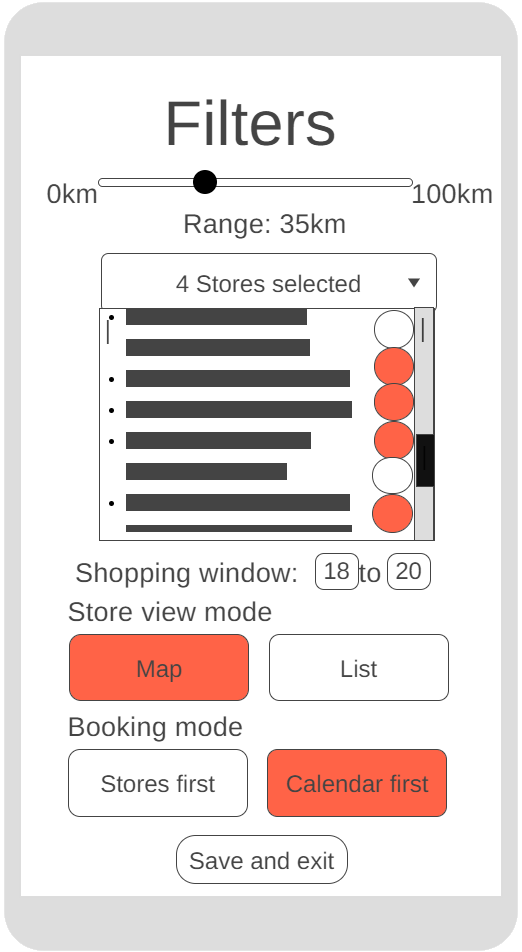 Filters
0km 100km
Range: 35km
4 Stores selected
Shopping window: 18 to 20
Store view mode
Map List
Booking mode
Stores first Calendar first
Save and exit